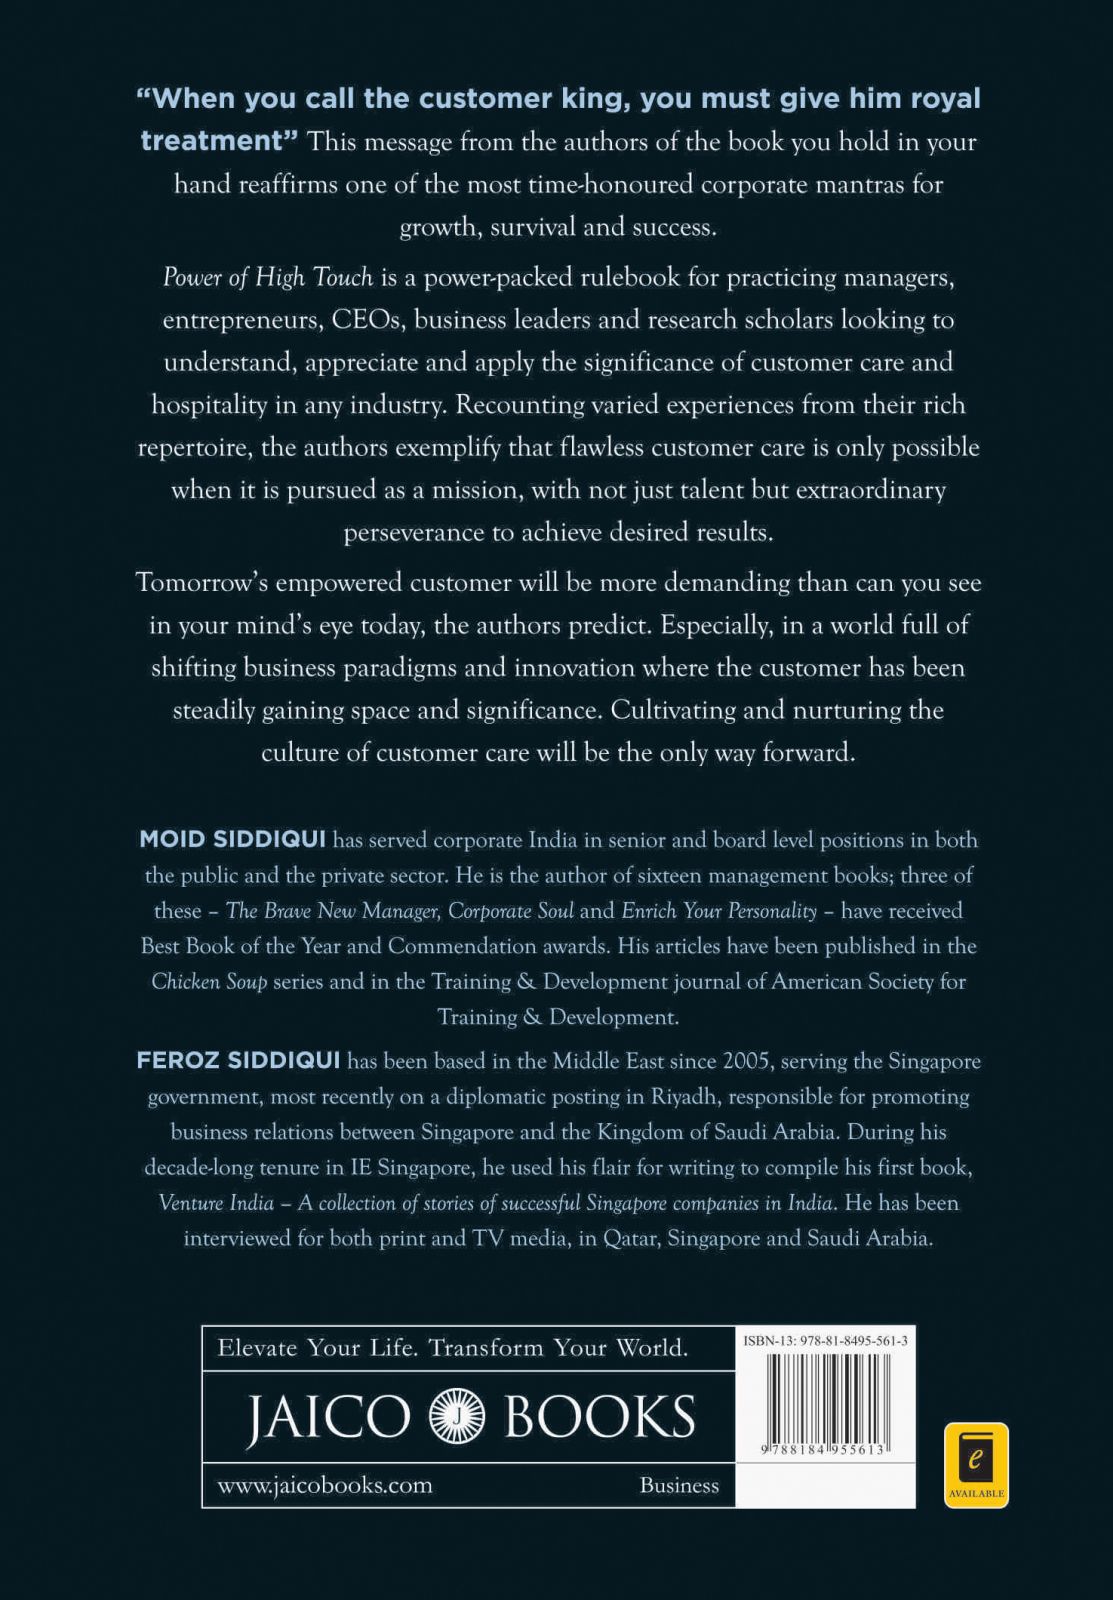 “When you call the customer king, you must give him royal
treatment” This message from the authors of the book you hold in your
hand reaffirms one of the most time-honoured corporate mantras for
growth, survival and success.
Power of High Touch is a power-packed rulebook for practicing managers,
entrepreneurs, CEOs, business leaders and research scholars looking to
understand, appreciate and apply the significance of customer care and
hospitality in any industry. Recounting varied experiences from their rich
repertoire, the authors exemplify that flawless customer care is only possible
when it is pursued as a mission, with not just talent but extraordinary
perseverance to achieve desired results.
Tomorrow’s empowered customer will be more demanding than can you see
in your mind’s eye today, the authors predict. Especially, in a world full of
shifting business paradigms and innovation where the customer has been
steadily gaining space and significance. Cultivating and nurturing the
culture of customer care will be the only way forward.
MOID SIDDIQUI has served corporate India in senior and board level positions in both
the public and the private sector. He is the author of sixteen management books; three of
these – The Brave New Manager, Corporate Soul and Enrich Your Personality – have received
Best Book of the Year and Commendation awards. His articles have been published in the
Chicken Soup series and in the Training & Development journal of American Society for
Training & Development.
FEROZ SIDDIQUI has been based in the Middle East since 2005, serving the Singapore
government, most recently on a diplomatic posting in Riyadh, responsible for promoting
business relations between Singapore and the Kingdom of Saudi Arabia. During his
decade-long tenure in IE Singapore, he used his flair for writing to compile his first book,
Venture India – A collection of stories of successful Singapore companies in India. He has been
interviewed for both print and TV media, in Qatar, Singapore and Saudi Arabia.
Elevate Your Life. Transform Your World.
JAICO J BOOKS
www.jaicobooks.com Business
ISBN-13: 978-81-8495-561-3
9 788184 955613
e
AVAILABLE